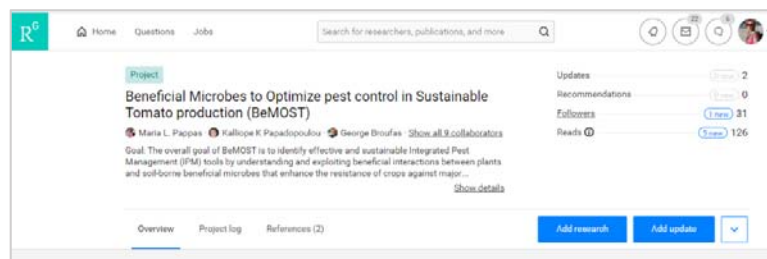 RG Home Questions Jobs Search for researchers, publications, and more 22 6
Project
Beneficial Microbes to Optimize pest control in Sustainable
Tomato production (BeMOST)
Maria L. Pappas · Kalliope K Papadopoulou · George Broufas · Show all 9 collaborators
Goal: The overall goal of BeMOST is to identify effective and sustainable Integrated Pest
Management (IPM) tools by understanding and exploiting beneficial interactions between plants
and soil-borne beneficial microbes that enhance the resistance of crops against major...
Show details
Updates 2
Recommendations 0
Followers 1 new 31
Reads 5 new 126
Overview Project log References (2) Add research Add update